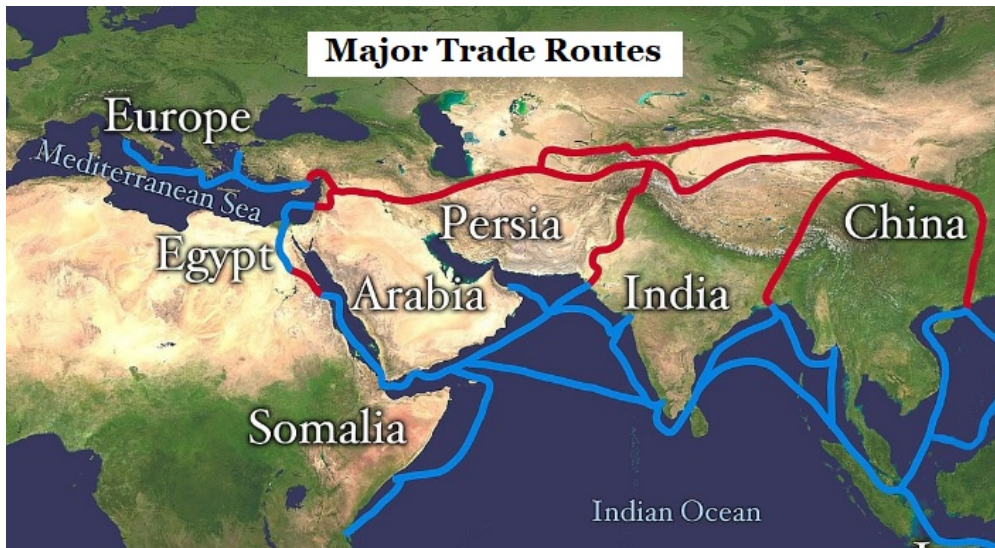 Major Trade Routes
Europe
Mediterranean Sea
Egypt
Persia
China
Arabia
India
Somalia
Indian Ocean